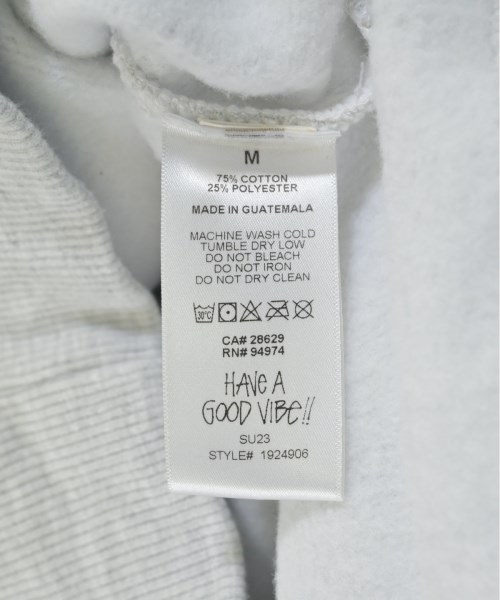 M
75% COTTON
25% POLYESTER
MADE IN GUATEMALA
MACHINE WASH COLD
TUMBLE DRY LOW
DO NOT BLEACH
DO NOT IRON
DO NOT DRY CLEAN
30°C
CA# 28629
RN# 94974
HAVE A
GOOD VIBE!!
SU23
STYLE# 1924906